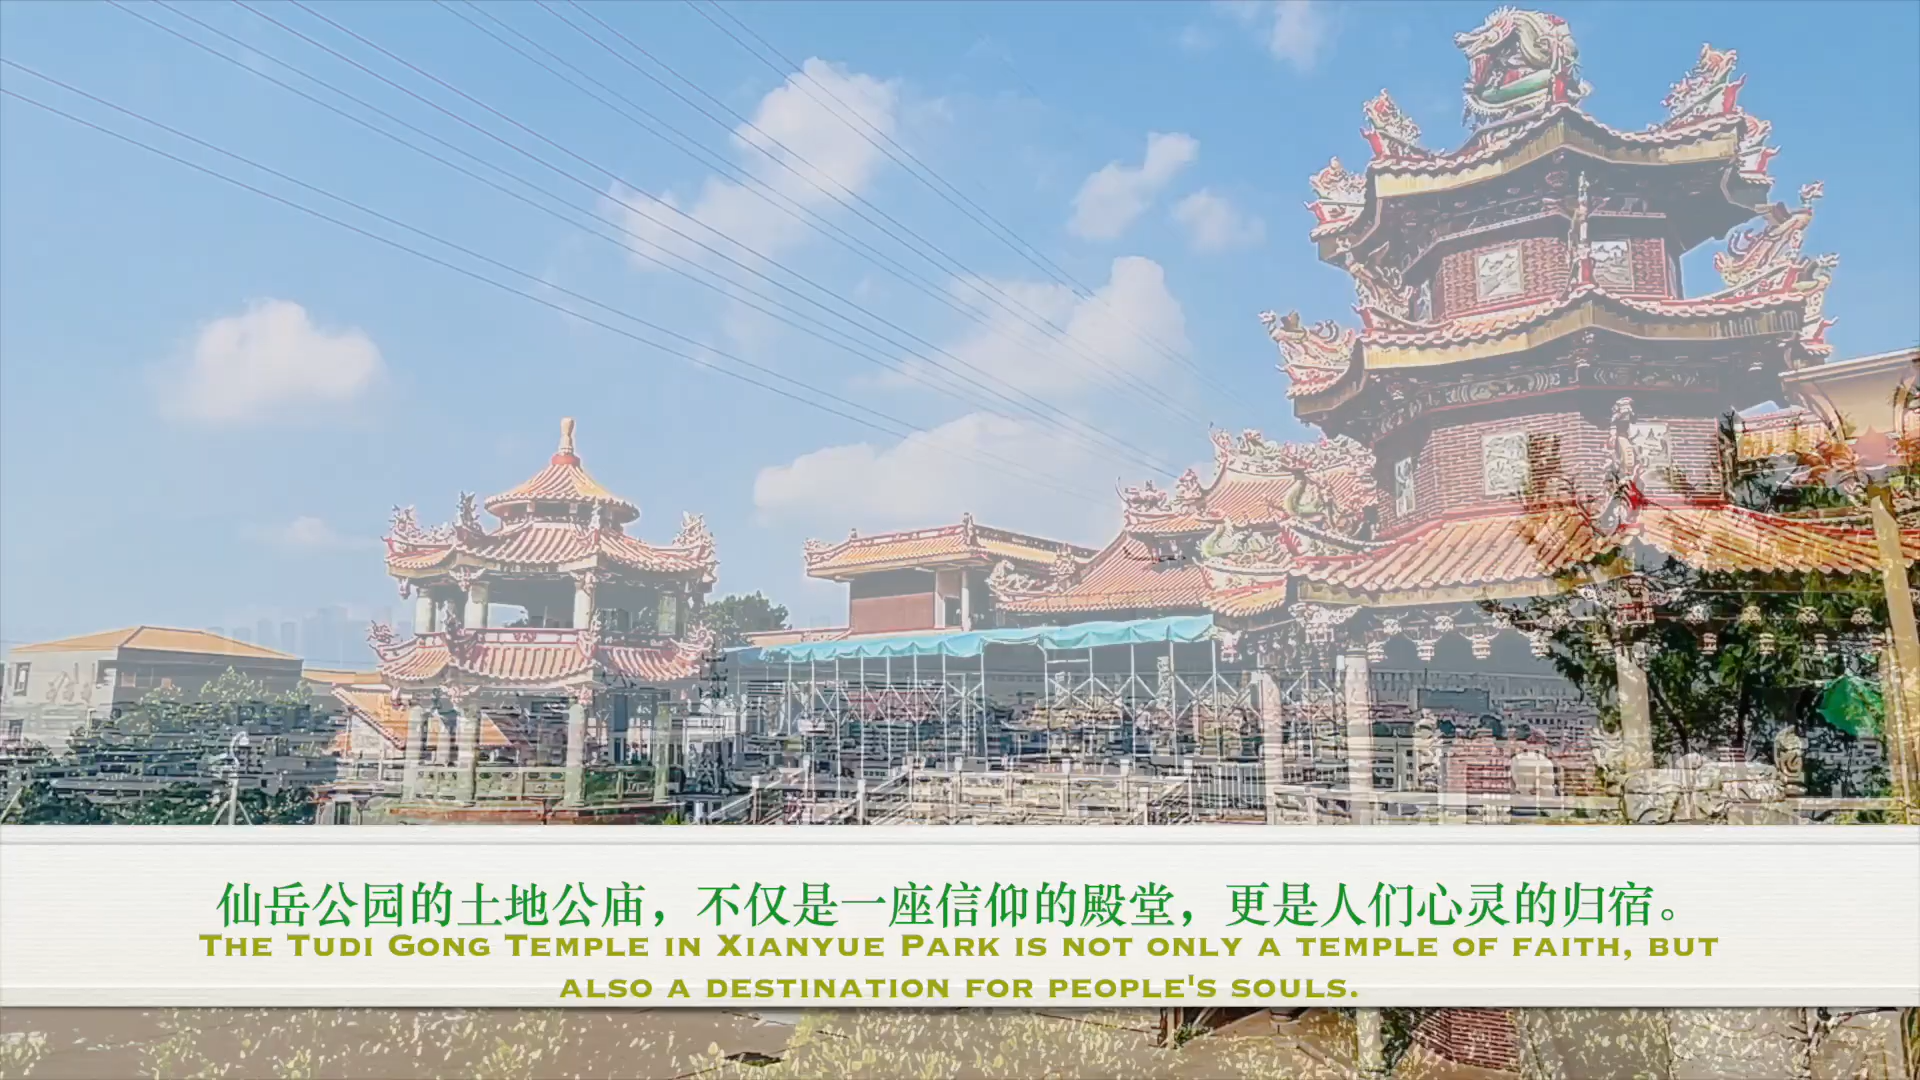 仙岳公园的土地公庙，不仅是一座信仰的殿堂，更是人们心灵的归宿。
The Tudi Gong Temple in Xianyue Park is not only a temple of faith, but
also a destination for people's souls.